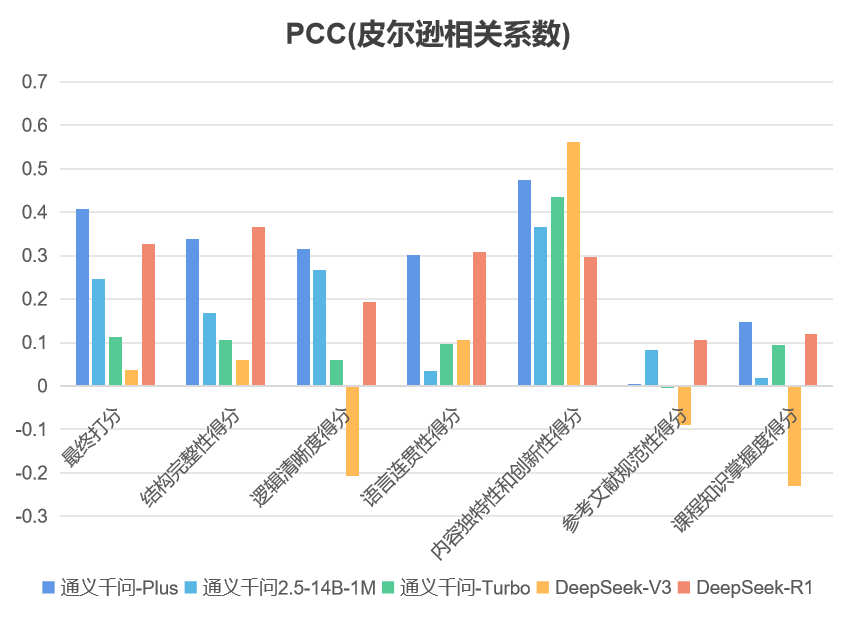 PCC(皮尔逊相关系数)
0.7
0.6
0.5
0.4
0.3
0.2
0.1
0
-0.1
-0.2
-0.3
最终打分
结构完整性得分
逻辑清晰度得分
语言连贯性得分
内容独特性和创新性得分
参考文献规范性得分
课程知识掌握度得分
通义千问-Plus 通义千问2.5-14B-1M 通义千问-Turbo DeepSeek-V3 DeepSeek-R1